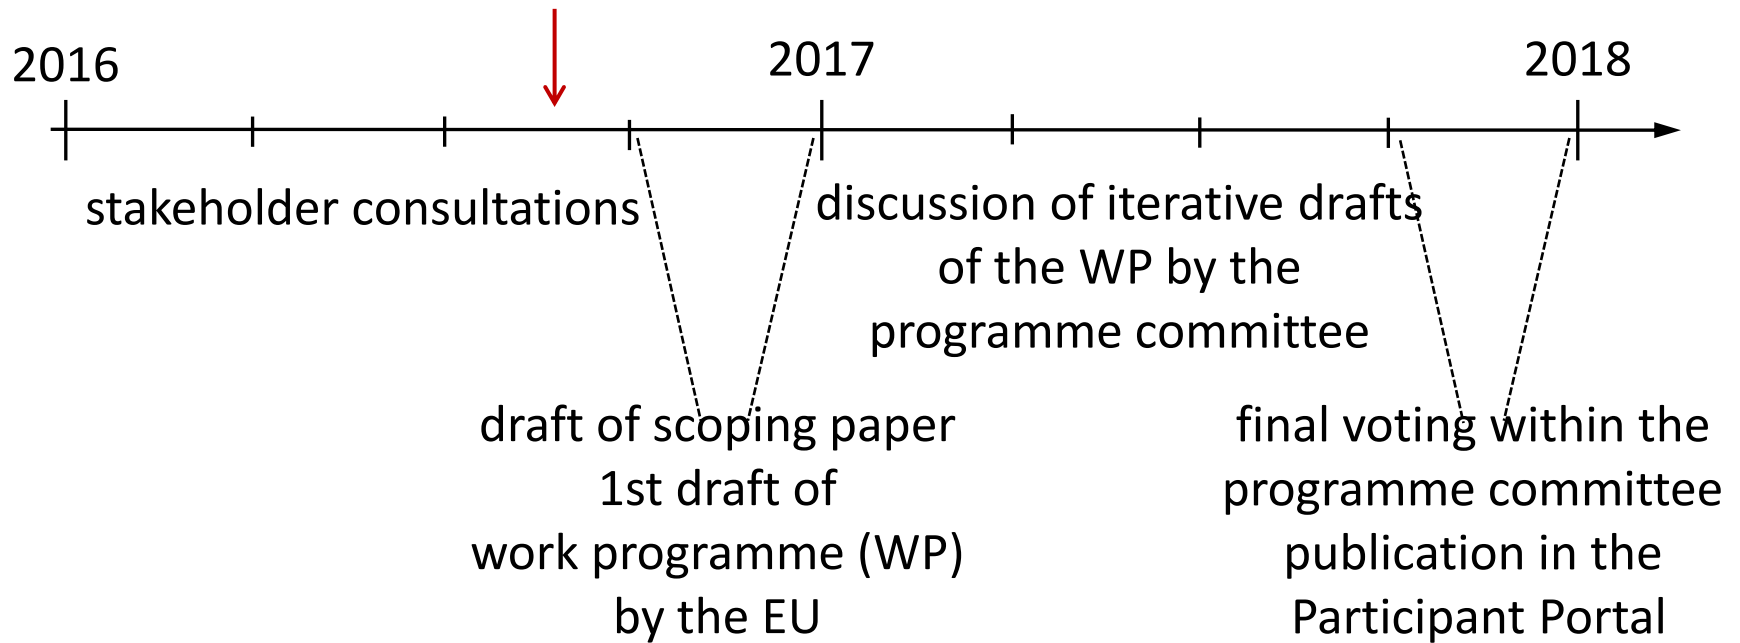 2016
2017
2018
stakeholder consultations
discussion of iterative drafts
of the WP by the
programme committee
draft of scoping paper
1st draft of
work programme (WP)
by the EU
final voting within the
programme committee
publication in the
Participant Portal